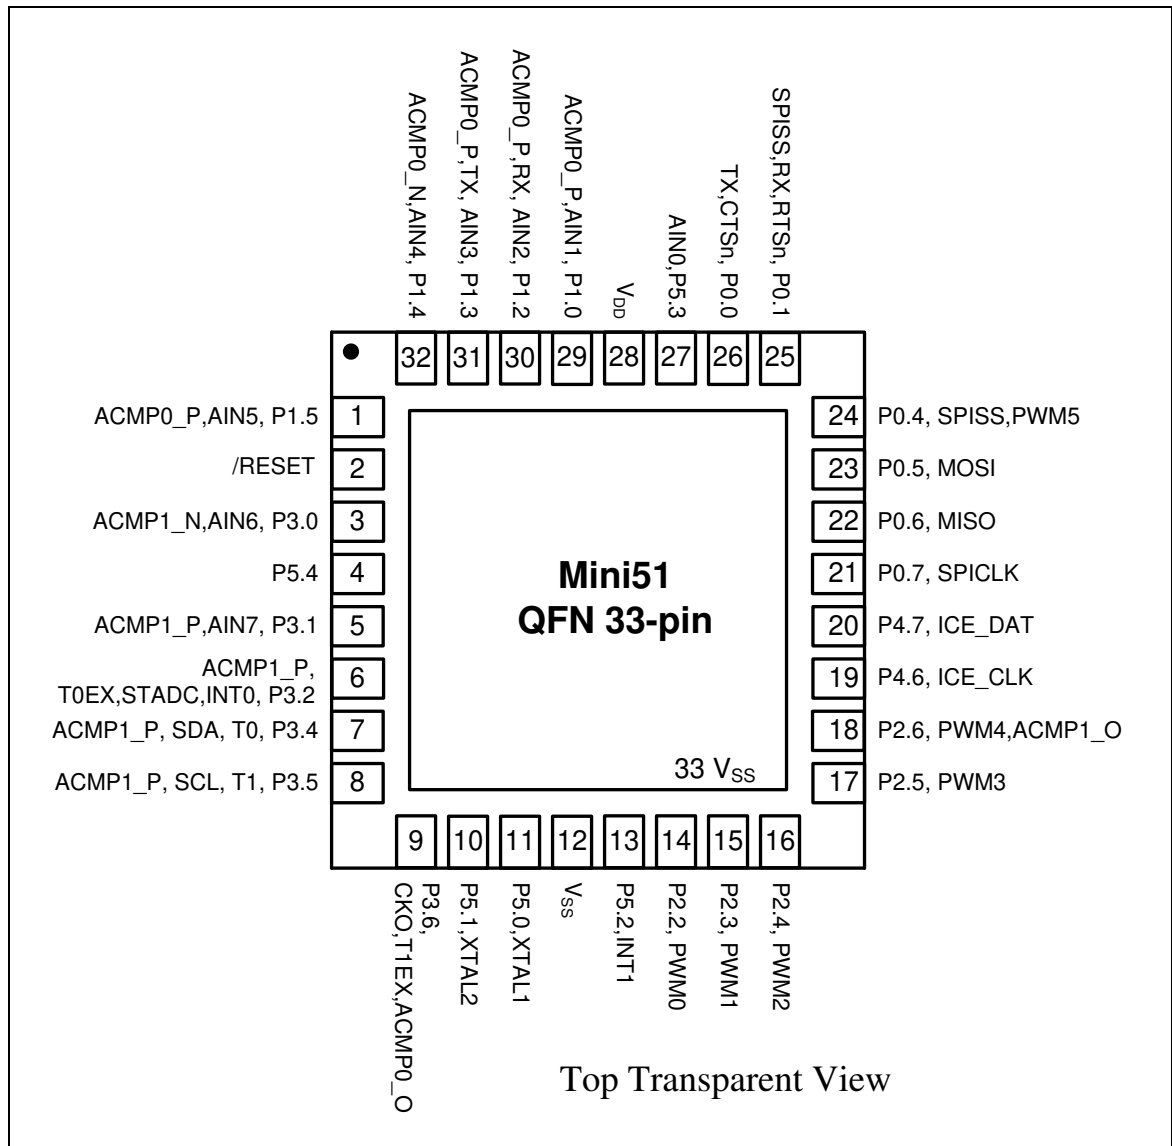 ACMP0_N,AIN4, P1.4
ACMP0_P,TX, AIN3, P1.3
ACMP0_P,RX, AIN2, P1.2
ACMP0_P,AIN1, P1.0
VDD
AIN0,P5.3
TX,CTSn, P0.0
SPISS,RX,RTSn, P0.1
32 31 30 29 28 27 26 25
ACMP0_P,AIN5, P1.5 1
/RESET 2
ACMP1_N,AIN6, P3.0 3
P5.4 4
ACMP1_P,AIN7, P3.1 5
ACMP1_P,
T0EX,STADC,INT0, P3.2 6
ACMP1_P, SDA, T0, P3.4 7
ACMP1_P, SCL, T1, P3.5 8
Mini51
QFN 33-pin
33 VSS
24 P0.4, SPISS,PWM5
23 P0.5, MOSI
22 P0.6, MISO
21 P0.7, SPICLK
20 P4.7, ICE_DAT
19 P4.6, ICE_CLK
18 P2.6, PWM4,ACMP1_O
17 P2.5, PWM3
9 10 11 12 13 14 15 16
P3.6,
CKO,T1EX,ACMP0_O
P5.1,XTAL2
P5.0,XTAL1
VSS
P5.2,INT1
P2.2, PWM0
P2.3, PWM1
P2.4, PWM2
Top Transparent View